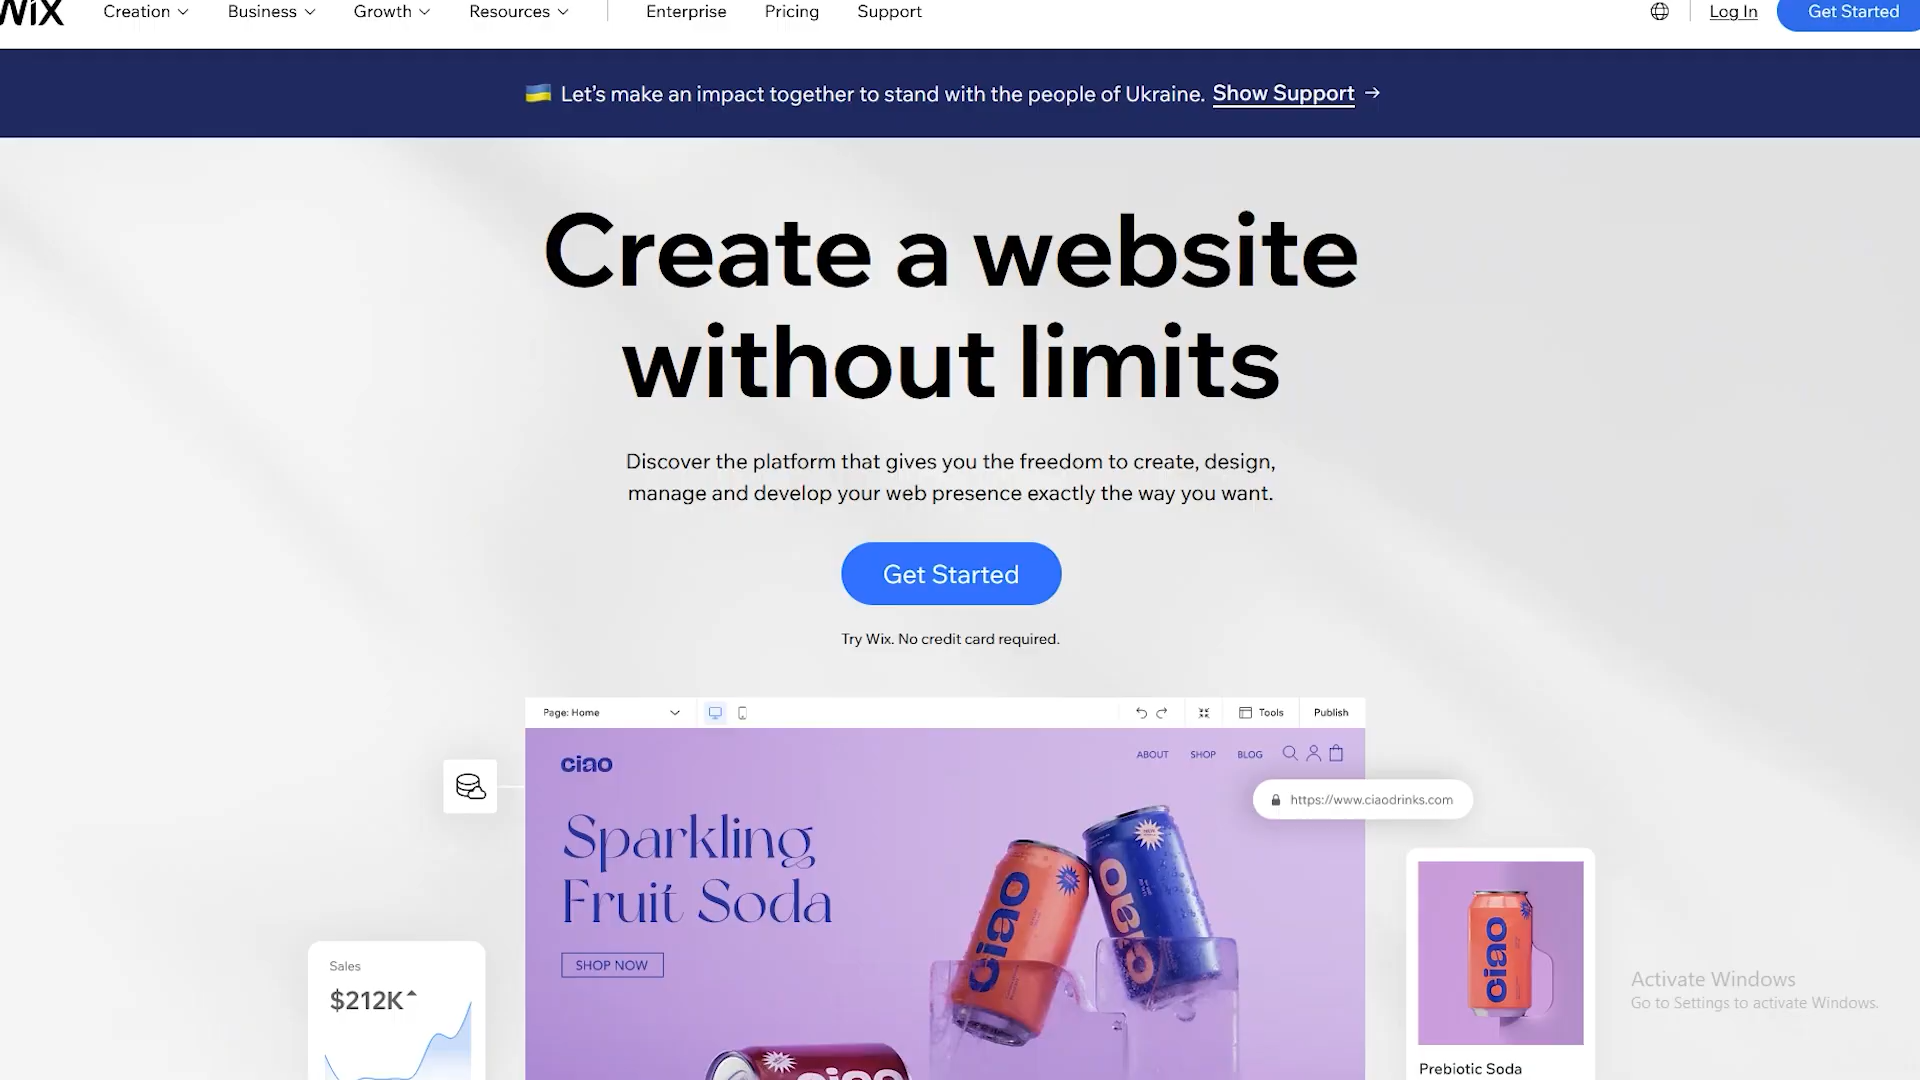 WIX
Creation
Business
Growth
Resources
Enterprise
Pricing
Support
Log In
Get Started
Let's make an impact together to stand with the people of Ukraine. Show Support →
Create a website
without limits
Discover the platform that gives you the freedom to create, design,
manage and develop your web presence exactly the way you want.
Get Started
Try Wix. No credit card required.
Page: Home
Tools
Publish
ciao
ABOUT
SHOP
BLOG
https://www.ciaodrinks.com
Sparkling
Fruit Soda
SHOP NOW
ciao
ciao
ciao
ciao
Sales
$212K
Prebiotic Soda
Activate Windows
Go to Settings to activate Windows.